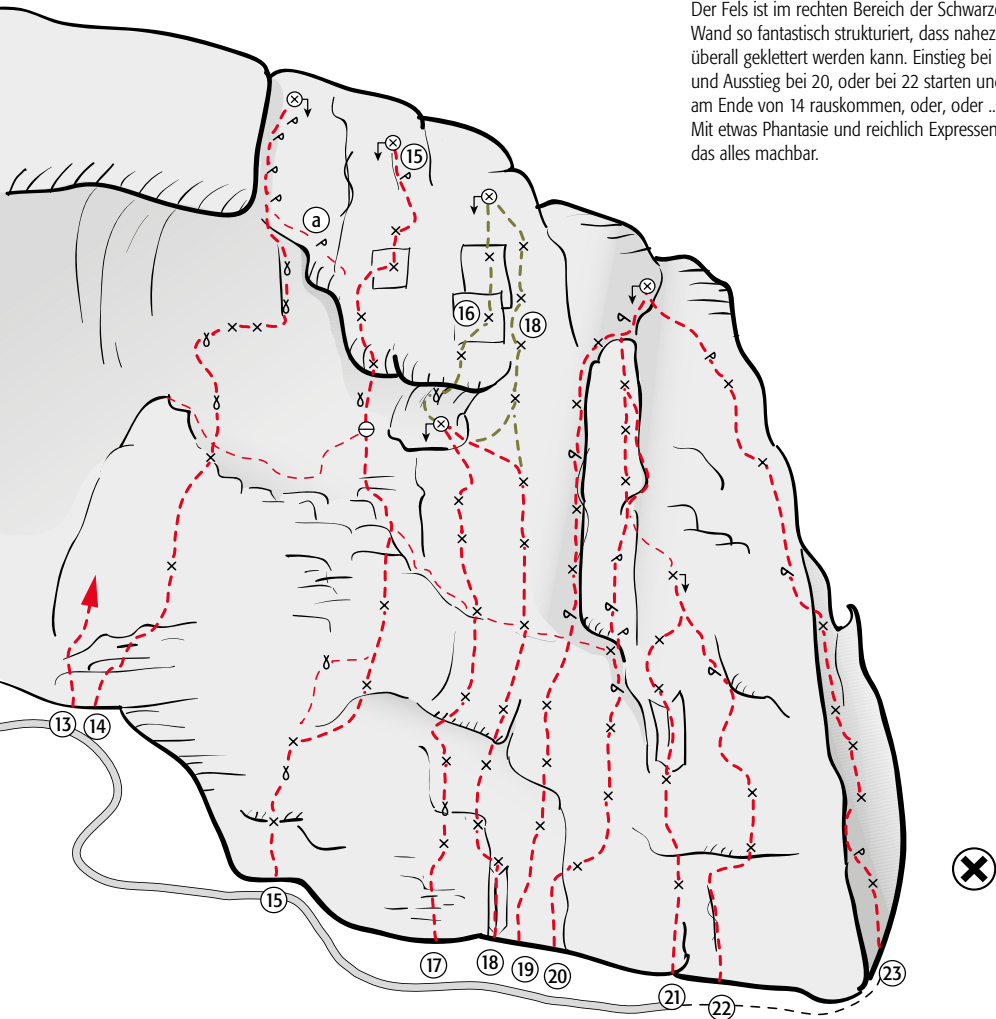 Der Fels ist im rechten Bereich der Schwarze
Wand so fantastisch strukturiert, dass nahez
überall geklettert werden kann. Einstieg bei
und Ausstieg bei 20, oder bei 22 starten und
am Ende von 14 rauskommen, oder, oder ...
Mit etwas Phantasie und reichlich Expressen
das alles machbar.
15
a
16
18
13
14
15
17
18
19
20
21
22
23